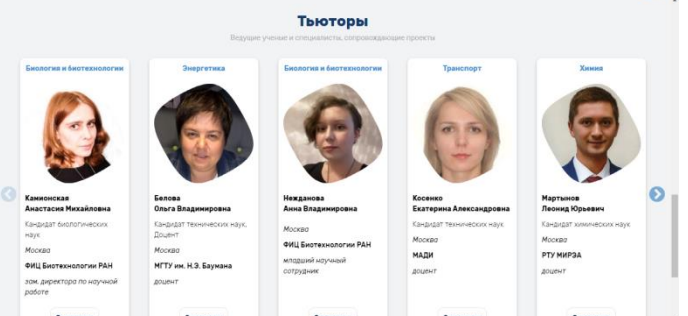 Тьюторы
Ведущие ученые и специалисты, сопровождающие проекты
Биология и биотехнологии
Камионская
Анастасия Михайловна
Кандидат биологических
наук
Москва
ФИЦ Биотехнологии РАН
зам. директора по научной
работе
Энергетика
Белова
Ольга Владимировна
Кандидат технических наук,
Доцент
Москва
МГТУ им. Н.Э. Баумана
доцент
Биология и биотехнологии
Нежданова
Анна Владимировна
Москва
ФИЦ Биотехнологии РАН
младший научный
сотрудник
Транспорт
Косенко
Екатерина Александровна
Кандидат технических наук
Москва
МАДИ
доцент
Химия
Мартынов
Леонид Юрьевич
Кандидат химических наук
Москва
РТУ МИРЭА
доцент